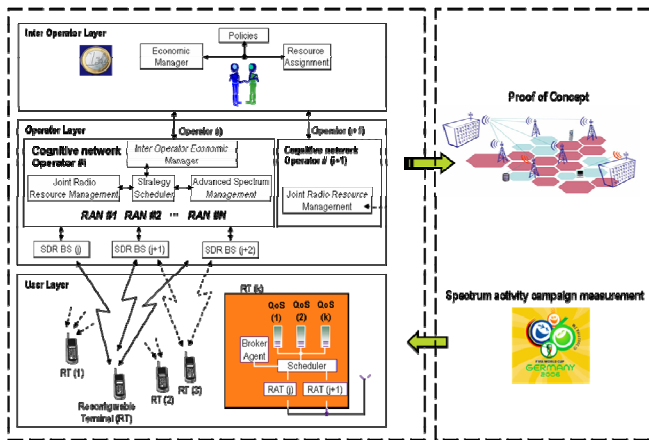 Inter Operator Layer
Policies
Economic
Manager
Resource
Assignment
Operator Layer
Operator (i)
Operator (i+1)
Cognitive network
Operator #i
Inter Operator Economic
Manager
Joint Radio
Resource Management
Strategy
Scheduler
Advanced Spectrum
Management
RAN #1 RAN #2 ... RAN #N
Cognitive network
Operator # (i+1)
Joint Radio Resource
Management
SDR BS (j)
SDR BS (j+1)
SDR BS (j+2)
User Layer
RT (1)
Reconfigurable
Terminal (RT)
RT (2)
RT (3)
RT (k)
QoS
(1)
QoS
(2)
QoS
(k)
Broker
Agent
Scheduler
RAT (j)
RAT (j+1)
Proof of Concept
Spectrum activity campaign measurement
FIFA WORLD CUP
GERMANY
2006